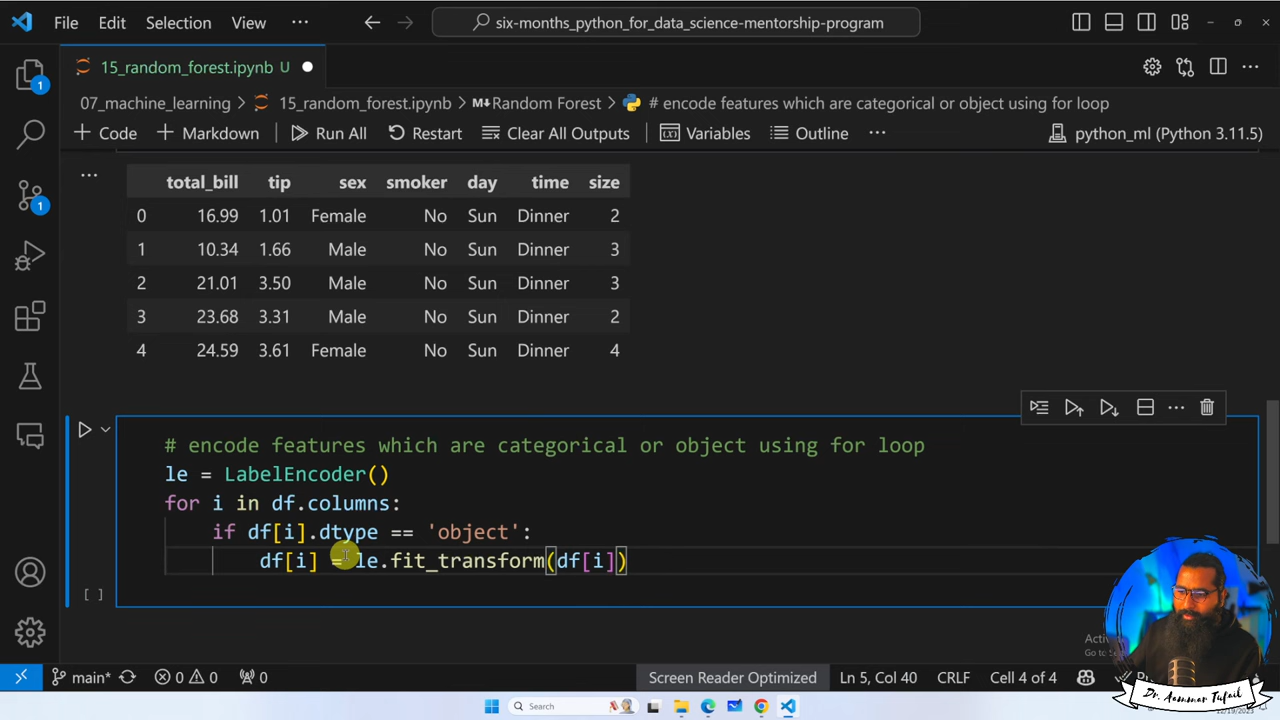 File Edit Selection View ··· six-months_python_for_data_science-mentorship-program
15_random_forest.ipynb U
07_machine_learning > 15_random_forest.ipynb > M↓Random Forest > # encode features which are categorical or object using for loop
+ Code + Markdown Run All Restart Clear All Outputs Variables Outline ··· python_ml (Python 3.11.5)
total_bill tip sex smoker day time size
0 16.99 1.01 Female No Sun Dinner 2
1 10.34 1.66 Male No Sun Dinner 3
2 21.01 3.50 Male No Sun Dinner 3
3 23.68 3.31 Male No Sun Dinner 2
4 24.59 3.61 Female No Sun Dinner 4
# encode features which are categorical or object using for loop
le = LabelEncoder()
for i in df.columns:
if df[i].dtype == 'object':
df[i] = le.fit_transform(df[i])
[ ]
1
1
main* 0 0 0 Screen Reader Optimized Ln 5, Col 40 CRLF Cell 4 of 4
Dr. Aammar Tufail
Search